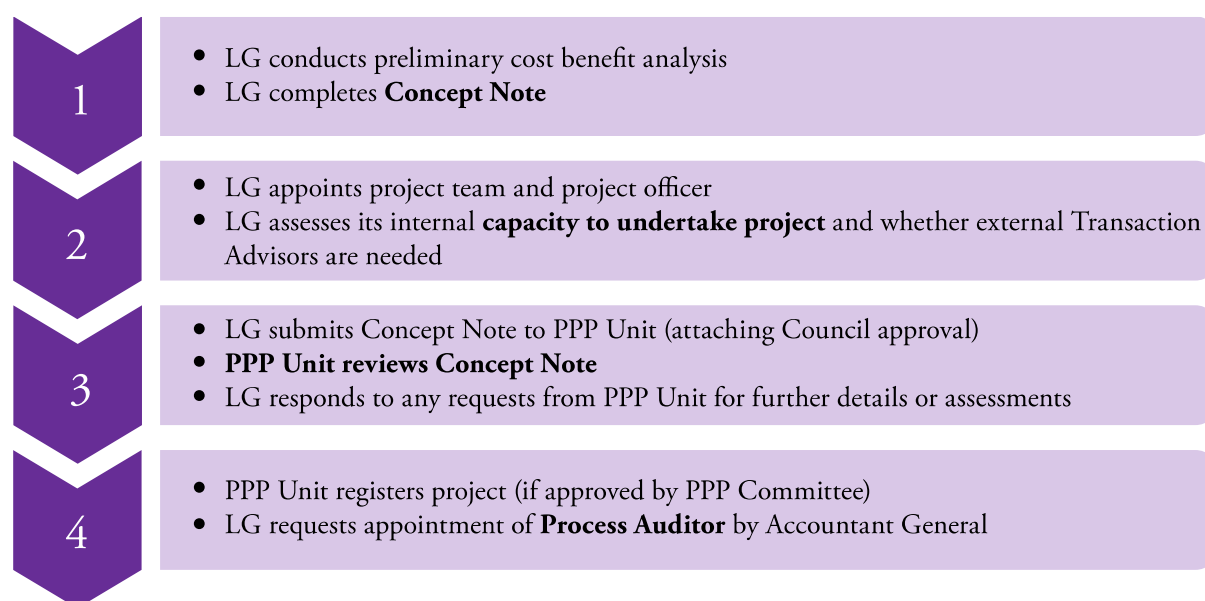 1
• LG conducts preliminary cost benefit analysis
• LG completes Concept Note
2
• LG appoints project team and project officer
• LG assesses its internal capacity to undertake project and whether external Transaction
Advisors are needed
3
• LG submits Concept Note to PPP Unit (attaching Council approval)
• PPP Unit reviews Concept Note
• LG responds to any requests from PPP Unit for further details or assessments
4
• PPP Unit registers project (if approved by PPP Committee)
• LG requests appointment of Process Auditor by Accountant General